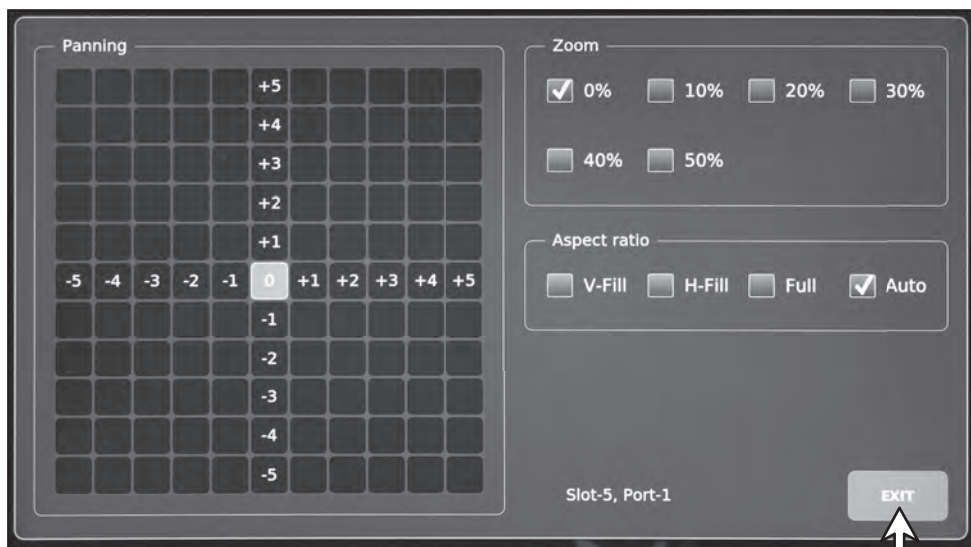 Panning
+5
+4
+3
+2
+1
-5 -4 -3 -2 -1 0 +1 +2 +3 +4 +5
-1
-2
-3
-4
-5
Zoom
0% 10% 20% 30%
40% 50%
Aspect ratio
V-Fill H-Fill Full Auto
Slot-5, Port-1
EXIT